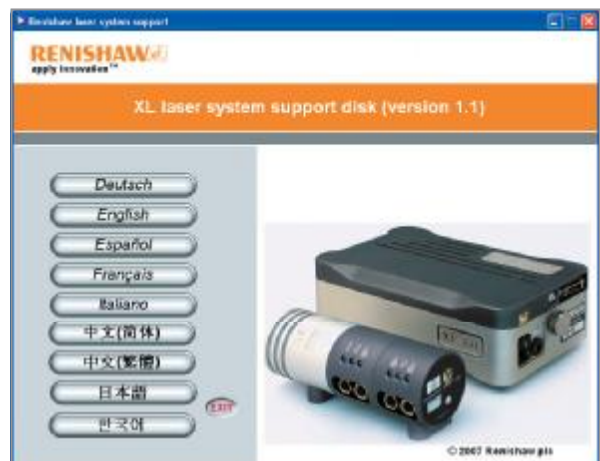 Renishaw laser system support
RENISHAW
apply innovation™
XL laser system support disk (version 1.1)
Deutsch
English
Español
Français
Italiano
中文(简体)
中文(繁體)
日本語
한국어
EXIT
© 2007 Renishaw plc